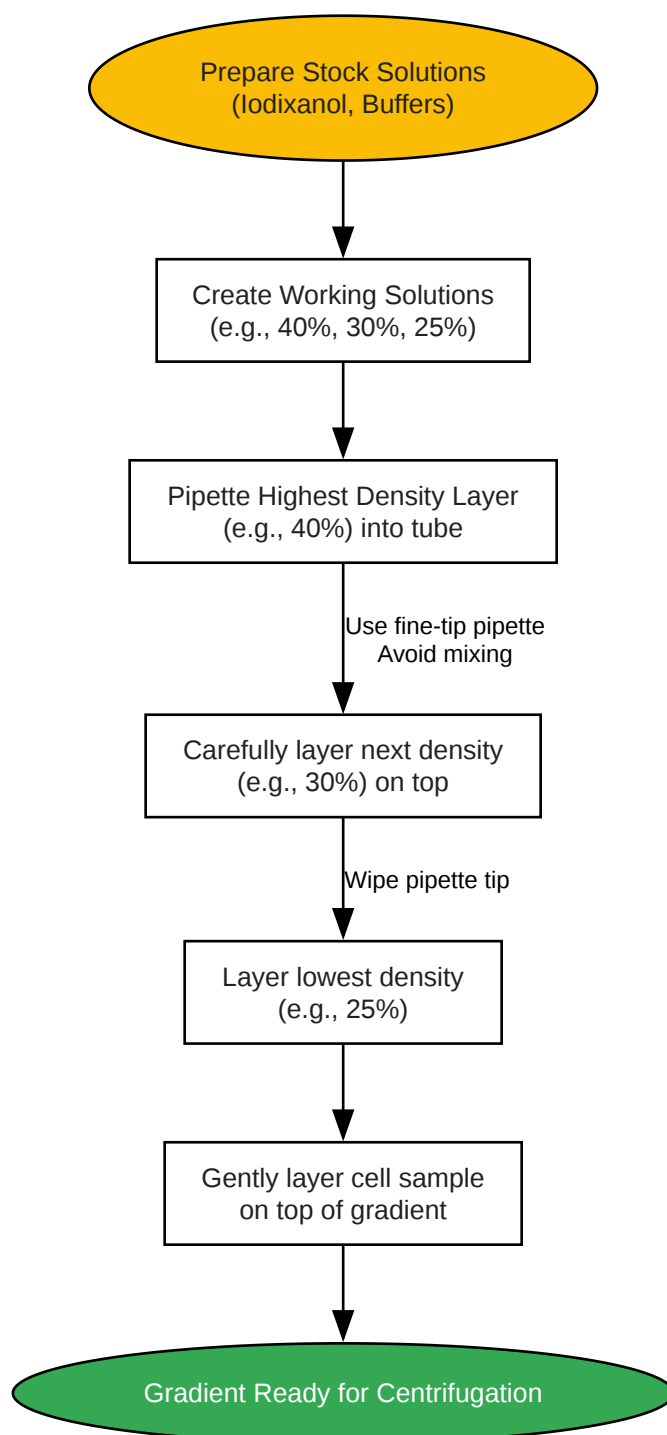 Prepare Stock Solutions
(Iodixanol, Buffers)
Create Working Solutions
(e.g., 40%, 30%, 25%)
Pipette Highest Density Layer
(e.g., 40%) into tube
Use fine-tip pipette
Avoid mixing
Carefully layer next density
(e.g., 30%) on top
Wipe pipette tip
Layer lowest density
(e.g., 25%)
Gently layer cell sample
on top of gradient
Gradient Ready for Centrifugation